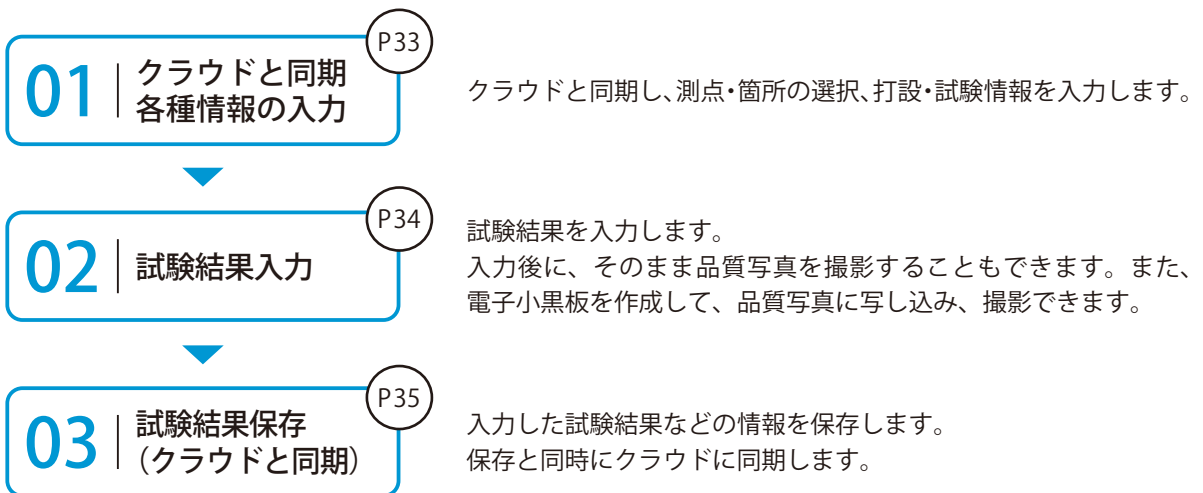 P33
01
クラウドと同期
各種情報の入力
クラウドと同期し、測点・箇所の選択、打設・試験情報を入力します。
P34
02
試験結果入力
試験結果を入力します。
入力後に、そのまま品質写真を撮影することもできます。また、
電子小黒板を作成して、品質写真に写し込み、撮影できます。
P35
03
試験結果保存
（クラウドと同期）
入力した試験結果などの情報を保存します。
保存と同時にクラウドに同期します。